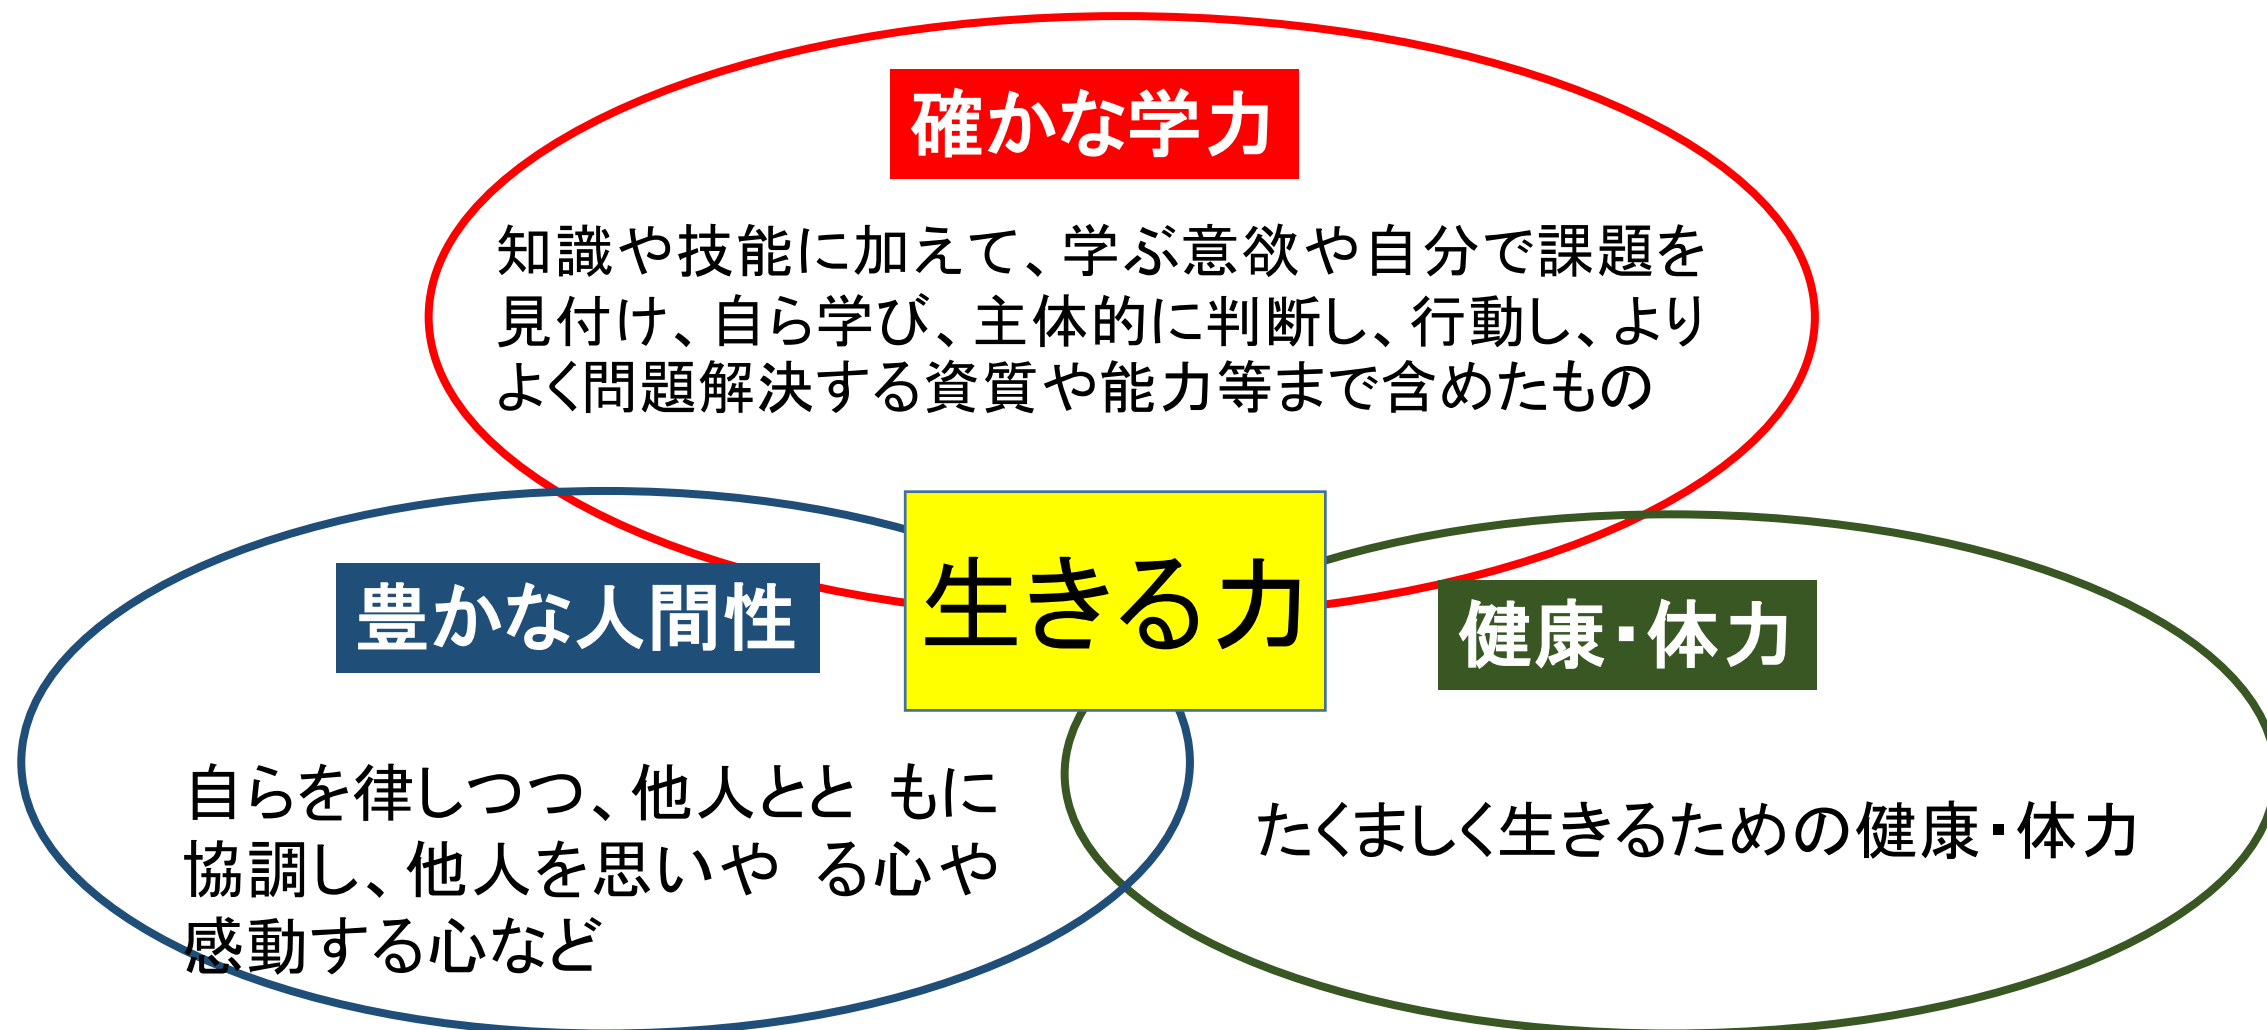 確かな学力
知識や技能に加えて、学ぶ意欲や自分で課題を
見付け、自ら学び、主体的に判断し、行動し、より
よく問題解決する資質や能力等まで含めたもの
生きる力
豊かな人間性
自らを律しつつ、他人とと もに
協調し、他人を思いや る心や
感動する心など
健康・体力
たくましく生きるための健康・体力